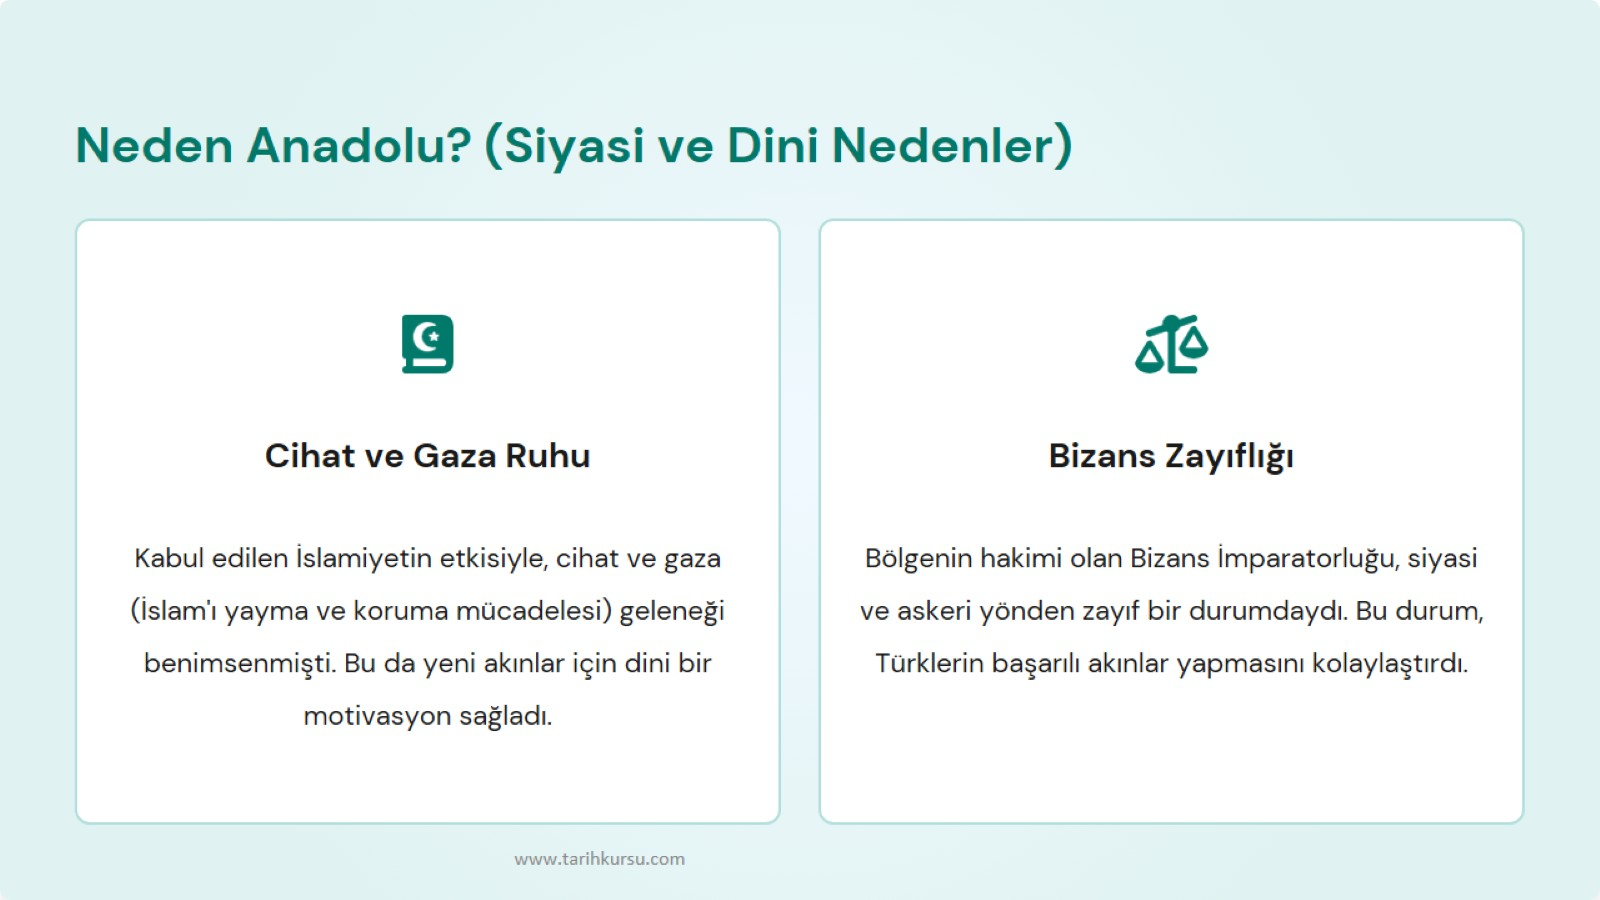 Neden Anadolu? (Siyasi ve Dini Nedenler)
Cihat ve Gaza Ruhu
Kabul edilen İslamiyetin etkisiyle, cihat ve gaza
(İslam'ı yayma ve koruma mücadelesi) geleneği
benimsenmişti. Bu da yeni akınlar için dini bir
motivasyon sağladı.
Bizans Zayıflığı
Bölgenin hakimi olan Bizans İmparatorluğu, siyasi
ve askeri yönden zayıf bir durumdaydı. Bu durum,
Türklerin başarılı akınlar yapmasını kolaylaştırdı.
www.tarihkursu.com